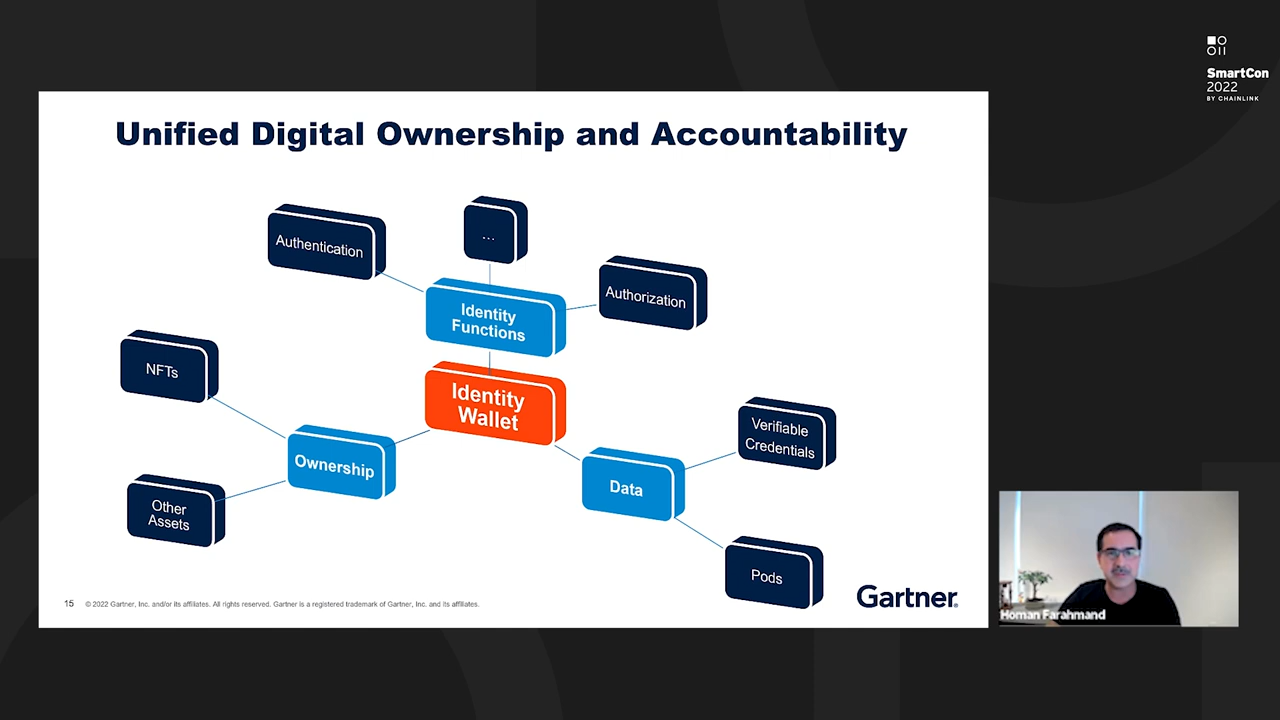 SmartCon
2022
BY CHAINLINK
Unified Digital Ownership and Accountability
Authentication
...
Authorization
Identity
Functions
NFTs
Identity
Wallet
Verifiable
Credentials
Ownership
Data
Other
Assets
Pods
15 © 2022 Gartner, Inc. and/or its affiliates. All rights reserved. Gartner is a registered trademark of Gartner, Inc. and its affiliates.
Gartner®
Homan Farahmand